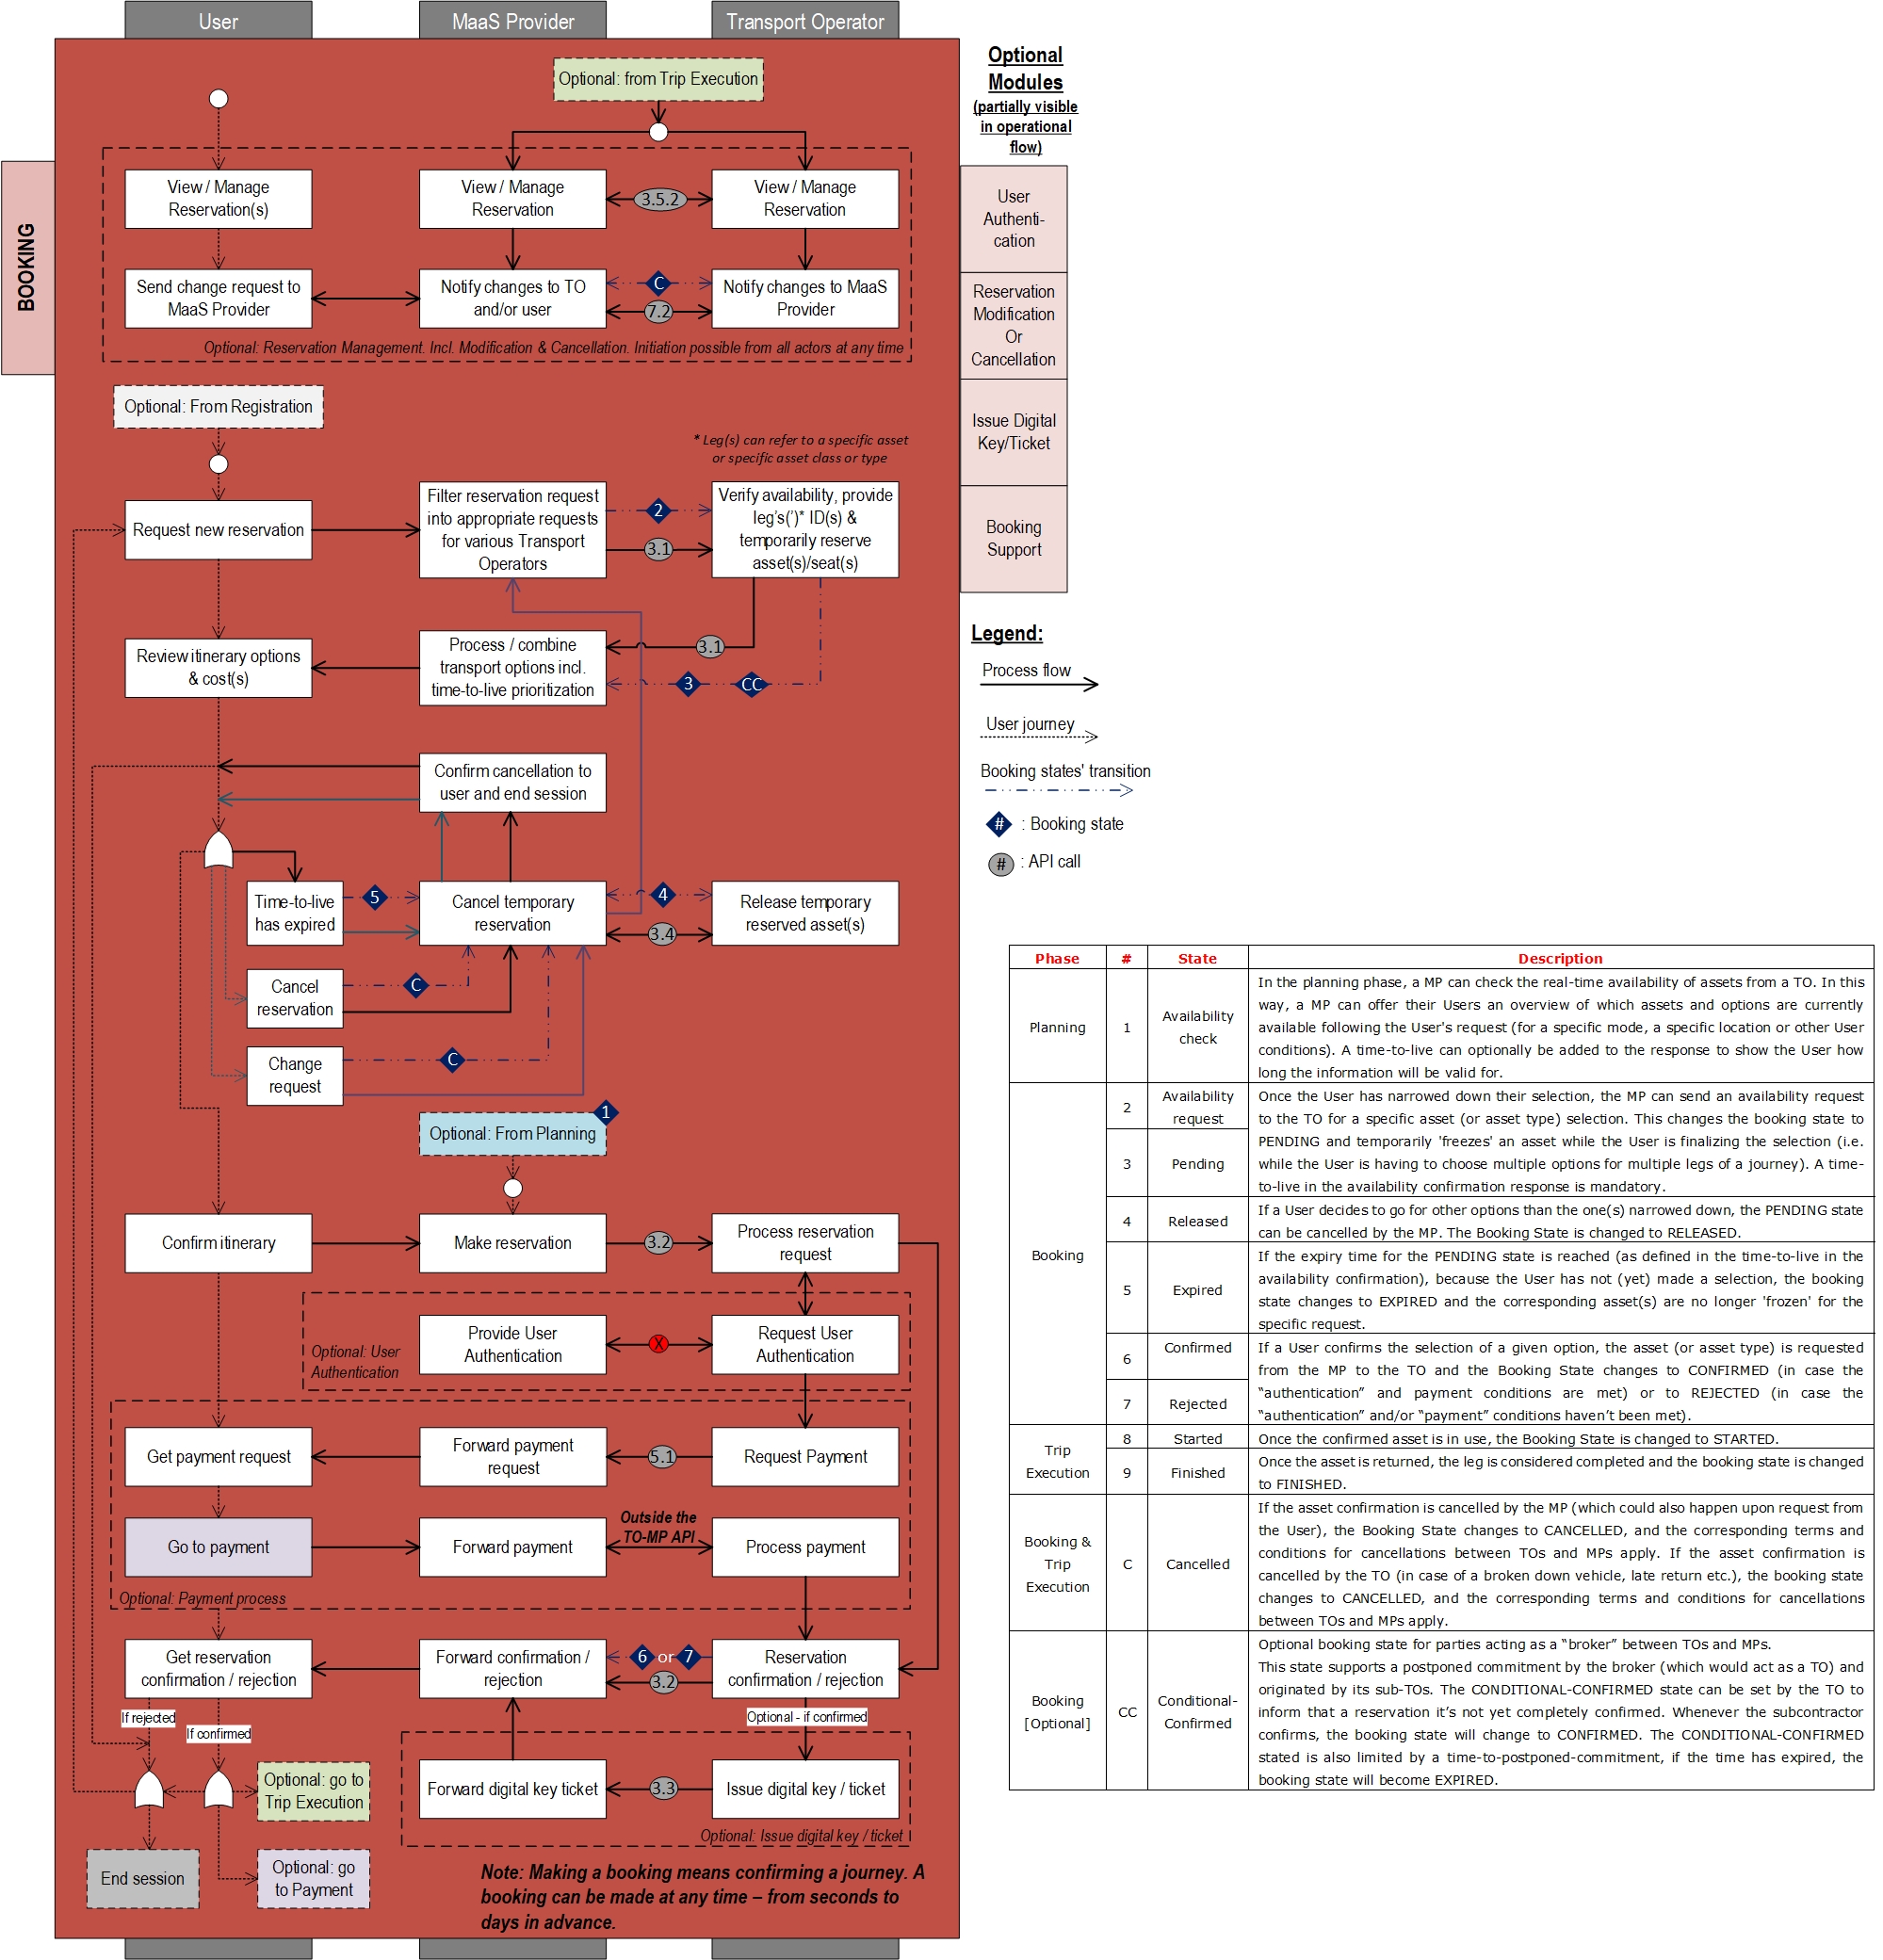 User
MaaS Provider
Transport Operator
BOOKING
Optional: from Trip Execution
View / Manage
Reservation(s)
View / Manage
Reservation
3.5.2
View / Manage
Reservation
Send change request to
MaaS Provider
Notify changes to TO
and/or user
C
7.2
Notify changes to MaaS
Provider
Optional: Reservation Management. Incl. Modification & Cancellation. Initiation possible from all actors at any time
Optional: From Registration
* Leg(s) can refer to a specific asset
or specific asset class or type
Request new reservation
Filter reservation request
into appropriate requests
for various Transport
Operators
2
3.1
Verify availability, provide
leg's(')* ID(s) &
temporarily reserve
asset(s)/seat(s)
Review itinerary options
& cost(s)
Process / combine
transport options incl.
time-to-live prioritization
3.1
3
CC
Confirm cancellation to
user and end session
Time-to-live
has expired
5
Cancel temporary
reservation
4
3.4
Release temporary
reserved asset(s)
Cancel
reservation
C
Change
request
C
Optional: From Planning
1
Confirm itinerary
Make reservation
3.2
Process reservation
request
Optional: User
Authentication
Provide User
Authentication
X
Request User
Authentication
Get payment request
Forward payment
request
5.1
Request Payment
Go to payment
Forward payment
Outside the
TO-MP API
Process payment
Optional: Payment process
Get reservation
confirmation / rejection
Forward confirmation /
rejection
6 or 7
3.2
Reservation
confirmation / rejection
If rejected
If confirmed
Optional - if confirmed
Optional: go to
Trip Execution
Forward digital key ticket
3.3
Issue digital key / ticket
Optional: Issue digital key / ticket
End session
Optional: go
to Payment
Note: Making a booking means confirming a journey. A
booking can be made at any time – from seconds to
days in advance.
Optional
Modules
(partially visible
in operational
flow)
User
Authenti-
cation
Reservation
Modification
Or
Cancellation
Issue Digital
Key/Ticket
Booking
Support
Legend:
Process flow
User journey
Booking states' transition
# : Booking state
# : API call
Phase # State Description
Planning
1
Availability
check
In the planning phase, a MP can check the real-time availability of assets from a TO. In this
way, a MP can offer their Users an overview of which assets and options are currently
available following the User's request (for a specific mode, a specific location or other User
conditions). A time-to-live can optionally be added to the response to show the User how
long the information will be valid for.
Booking
2
Availability
request
3
Pending
Once the User has narrowed down their selection, the MP can send an availability request
to the TO for a specific asset (or asset type) selection. This changes the booking state to
PENDING and temporarily 'freezes' an asset while the User is finalizing the selection (i.e.
while the User is having to choose multiple options for multiple legs of a journey). A time-
to-live in the availability confirmation response is mandatory.
4
Released
If a User decides to go for other options than the one(s) narrowed down, the PENDING state
can be cancelled by the MP. The Booking State is changed to RELEASED.
5
Expired
If the expiry time for the PENDING state is reached (as defined in the time-to-live in the
availability confirmation), because the User has not (yet) made a selection, the booking
state changes to EXPIRED and the corresponding asset(s) are no longer 'frozen' for the
specific request.
6
Confirmed
7
Rejected
If a User confirms the selection of a given option, the asset (or asset type) is requested
from the MP to the TO and the Booking State changes to CONFIRMED (in case the
“authentication” and payment conditions are met) or to REJECTED (in case the
“authentication” and/or “payment” conditions haven’t been met).
Trip
Execution
8
Started
Once the confirmed asset is in use, the Booking State is changed to STARTED.
9
Finished
Once the asset is returned, the leg is considered completed and the booking state is changed
to FINISHED.
Booking &
Trip
Execution
C
Cancelled
If the asset confirmation is cancelled by the MP (which could also happen upon request from
the User), the Booking State changes to CANCELLED, and the corresponding terms and
conditions for cancellations between TOs and MPs apply. If the asset confirmation is
cancelled by the TO (in case of a broken down vehicle, late return etc.), the booking state
changes to CANCELLED, and the corresponding terms and conditions for cancellations
between TOs and MPs apply.
Booking
[Optional]
CC
Conditional-
Confirmed
Optional booking state for parties acting as a “broker” between TOs and MPs.
This state supports a postponed commitment by the broker (which would act as a TO) and
originated by its sub-TOs. The CONDITIONAL-CONFIRMED state can be set by the TO to
inform that a reservation it’s not yet completely confirmed. Whenever the subcontractor
confirms, the booking state will change to CONFIRMED. The CONDITIONAL-CONFIRMED
stated is also limited by a time-to-postponed-commitment, if the time has expired, the
booking state will become EXPIRED.